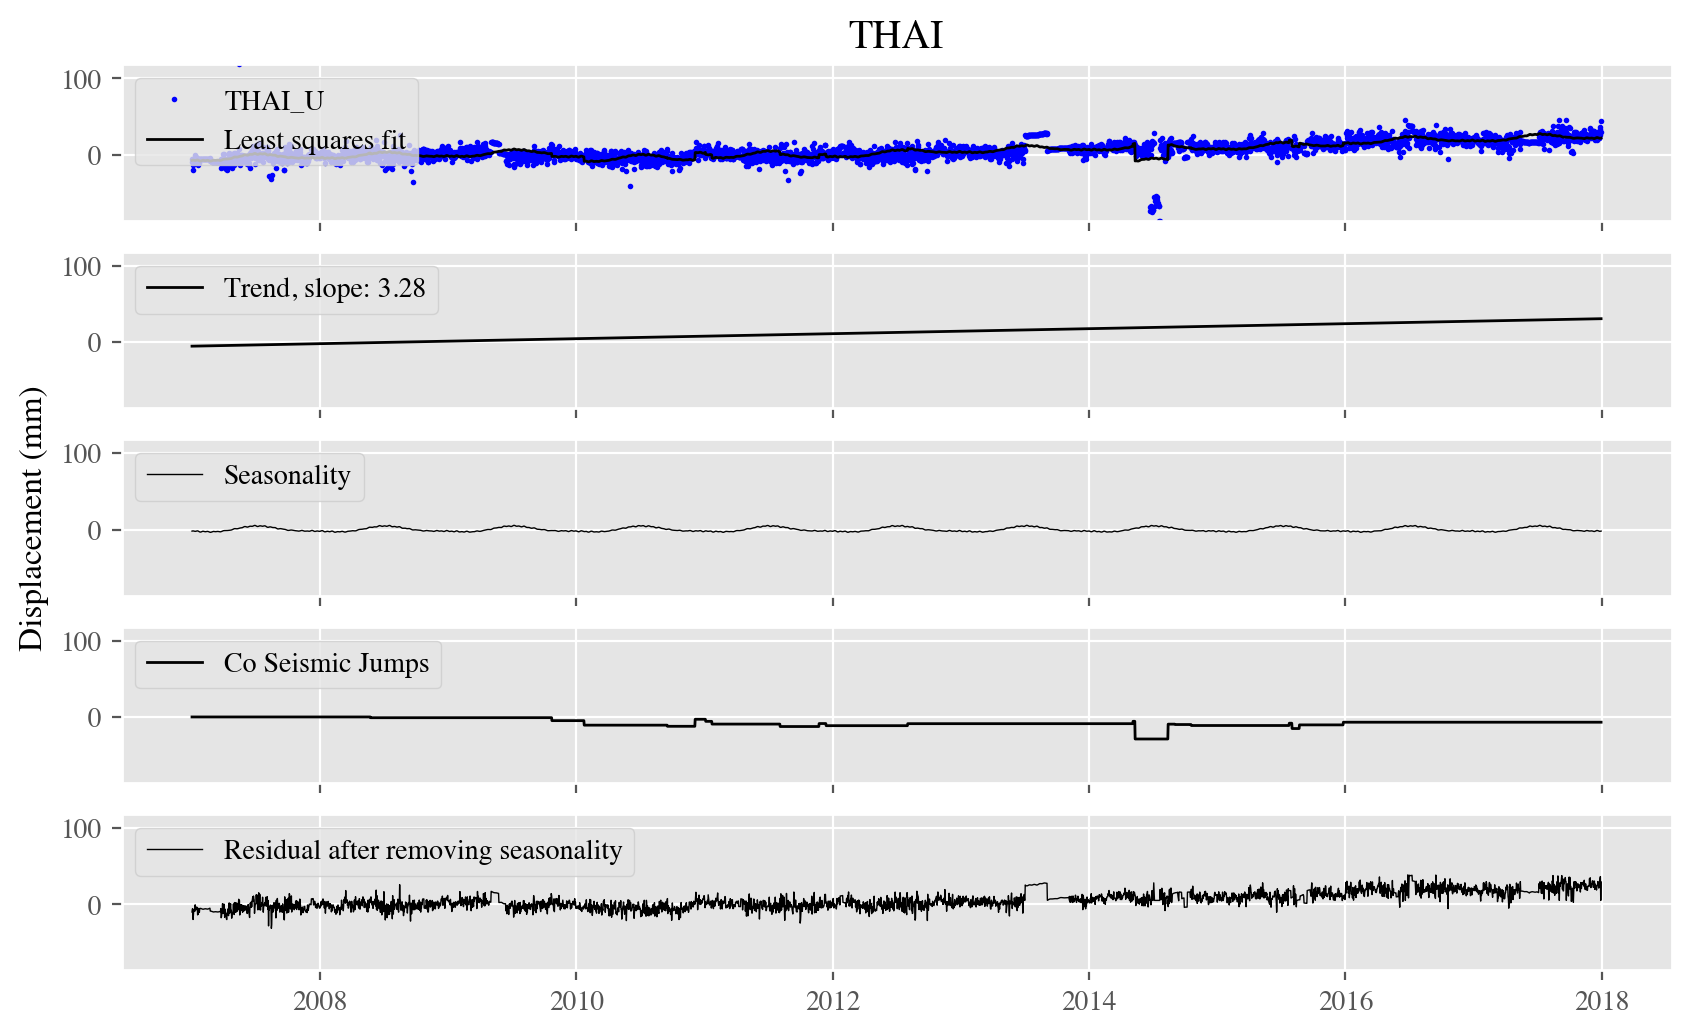 THAI
100
0
THAI_U
Least squares fit
100
0
Trend, slope: 3.28
Displacement (mm)
100
0
Seasonality
100
0
Co Seismic Jumps
100
0
Residual after removing seasonality
2008 2010 2012 2014 2016 2018